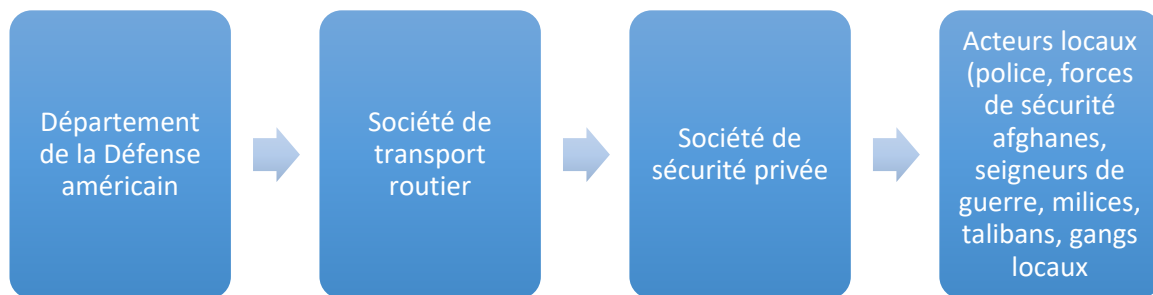 Département
de la Défense
américain
Société de
transport
routier
Société de
sécurité privée
Acteurs locaux
(police, forces
de sécurité
afghanes,
seigneurs de
guerre, milices,
talibans, gangs
locaux